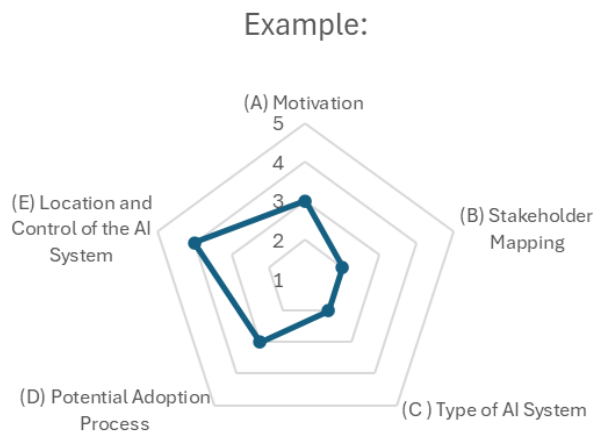 Example:
(A) Motivation
5
4
3
2
1
(E) Location and
Control of the AI
System
(B) Stakeholder
Mapping
(D) Potential Adoption
Process
(C ) Type of AI System